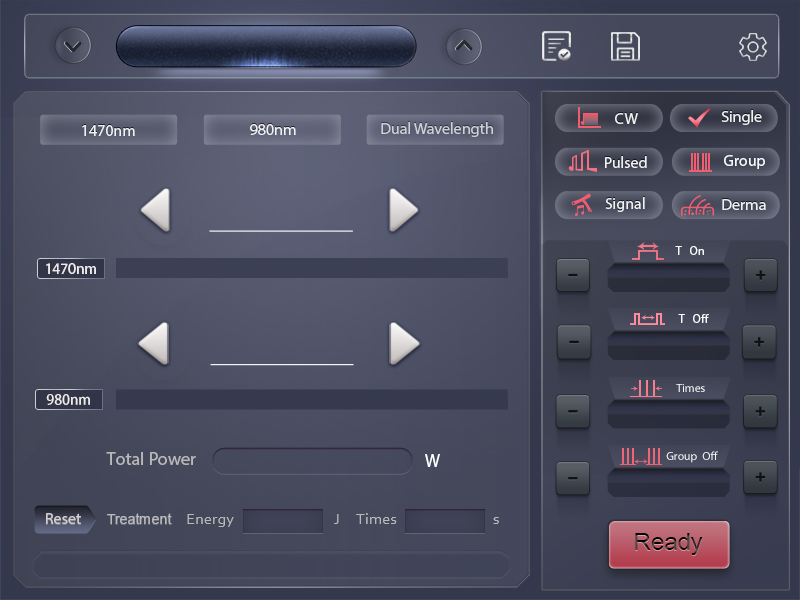 1470nm 980nm Dual Wavelength
1470nm
980nm
Total Power W
Reset Treatment Energy J Times s
CW Single
Pulsed Group
Signal Derma
T On
- +
T Off
- +
Times
- +
Group Off
- +
Ready